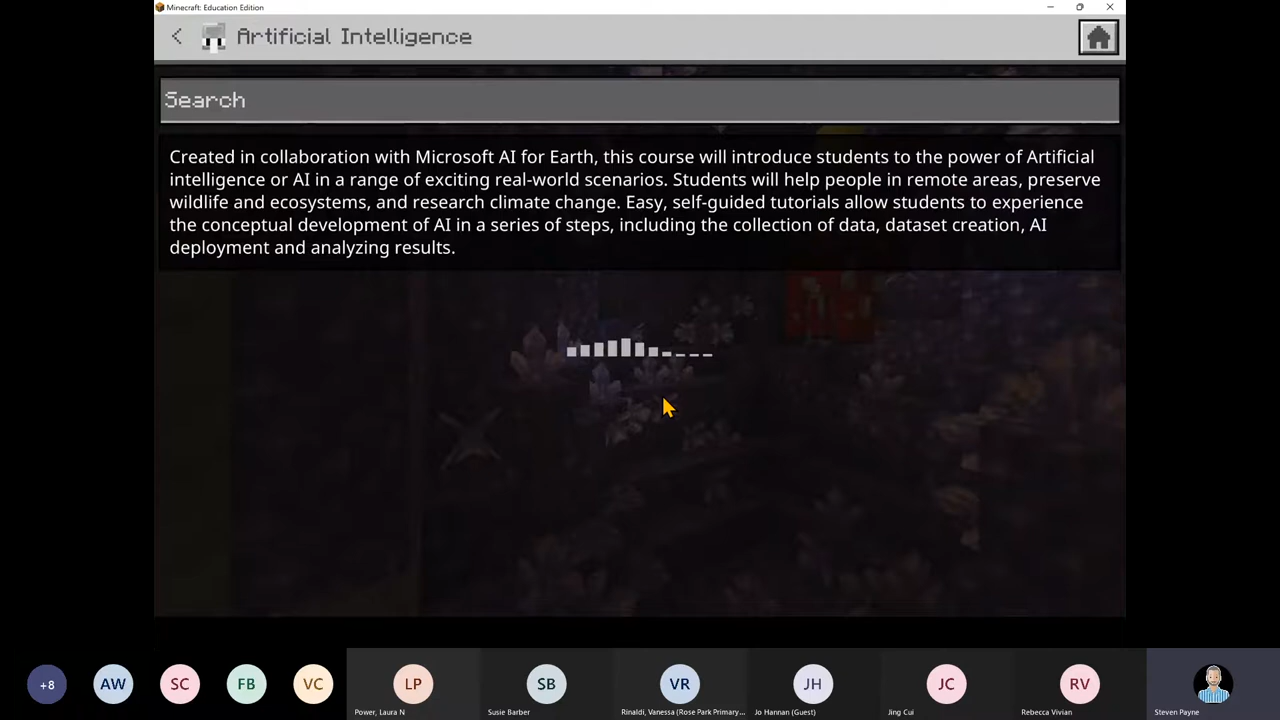 Minecraft: Education Edition
Artificial Intelligence
Search
Created in collaboration with Microsoft AI for Earth, this course will introduce students to the power of Artificial
intelligence or AI in a range of exciting real-world scenarios. Students will help people in remote areas, preserve
wildlife and ecosystems, and research climate change. Easy, self-guided tutorials allow students to experience
the conceptual development of AI in a series of steps, including the collection of data, dataset creation, AI
deployment and analyzing results.
+8
AW
SC
FB
VC
LP
SB
VR
JH
JC
RV
Power, Laura N
Susie Barber
Rinaldi, Vanessa (Rose Park Primary...
Jo Hannan (Guest)
Jing Cui
Rebecca Vivian
Steven Payne